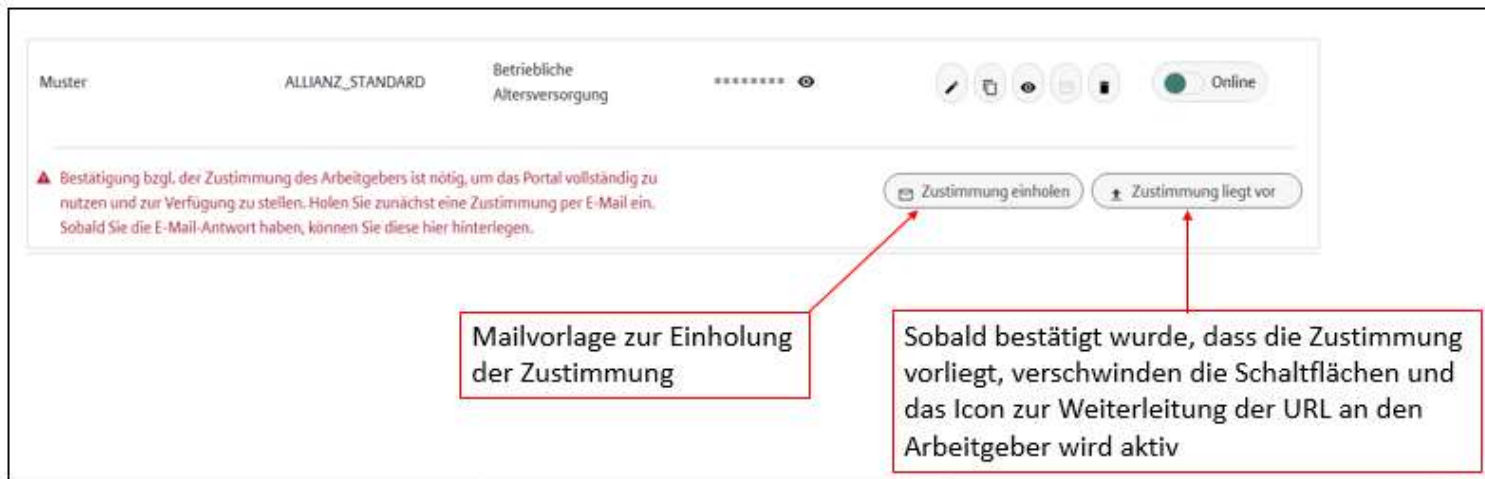 Muster
ALLIANZ_STANDARD
Betriebliche
Altersversorgung
********
Online
Bestätigung bzgl. der Zustimmung des Arbeitgebers ist nötig, um das Portal vollständig zu
nutzen und zur Verfügung zu stellen. Holen Sie zunächst eine Zustimmung per E-Mail ein.
Sobald Sie die E-Mail-Antwort haben, können Sie diese hier hinterlegen.
Zustimmung einholen
Zustimmung liegt vor
Mailvorlage zur Einholung
der Zustimmung
Sobald bestätigt wurde, dass die Zustimmung
vorliegt, verschwinden die Schaltflächen und
das Icon zur Weiterleitung der URL an den
Arbeitgeber wird aktiv